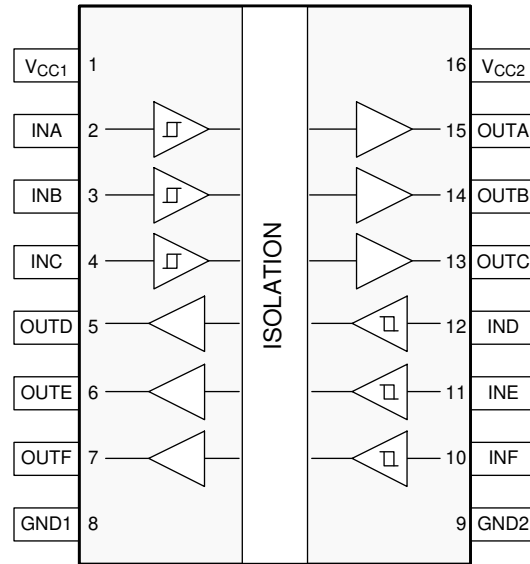 VCC1 1 16 VCC2
INA 2 15 OUTA
INB 3 14 OUTB
INC 4 13 OUTC
OUTD 5 12 IND
OUTE 6 11 INE
OUTF 7 10 INF
GND1 8 9 GND2
ISOLATION